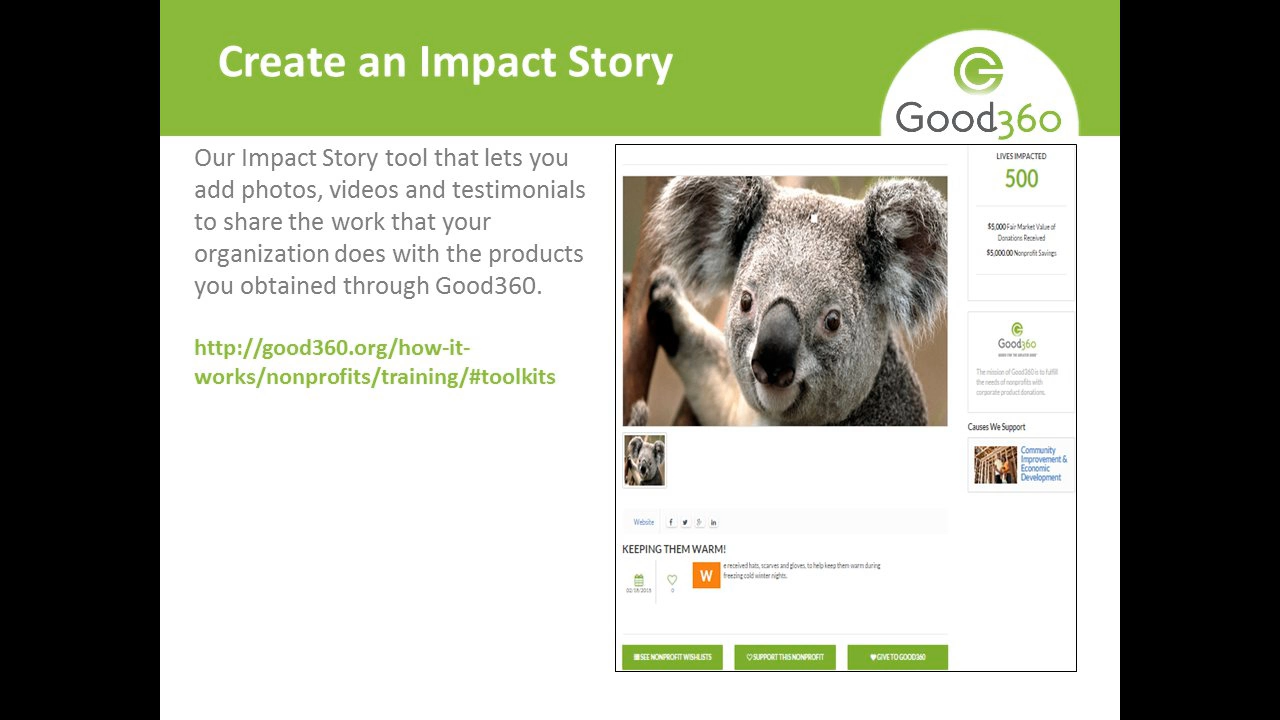 Create an Impact Story
Good360
Our Impact Story tool that lets you
add photos, videos and testimonials
to share the work that your
organization does with the products
you obtained through Good360.
http://good360.org/how-it-
works/nonprofits/training/#toolkits
LIVES IMPACTED
500
$5,000 Fair Market Value of
Donations Received
$5,000.00 Nonprofit Savings
Good360
The mission of Good360 is to fulfill
the needs of nonprofits with
corporate product donations.
Causes We Support
Community
Improvement &
Economic
Development
Website
KEEPING THEM WARM!
02/18/2015
0
W e received hats, scarves and gloves, to help keep them warm during
freezing cold winter nights.
SEE NONPROFIT WISHLISTS
SUPPORT THIS NONPROFIT
GIVE TO GOOD360